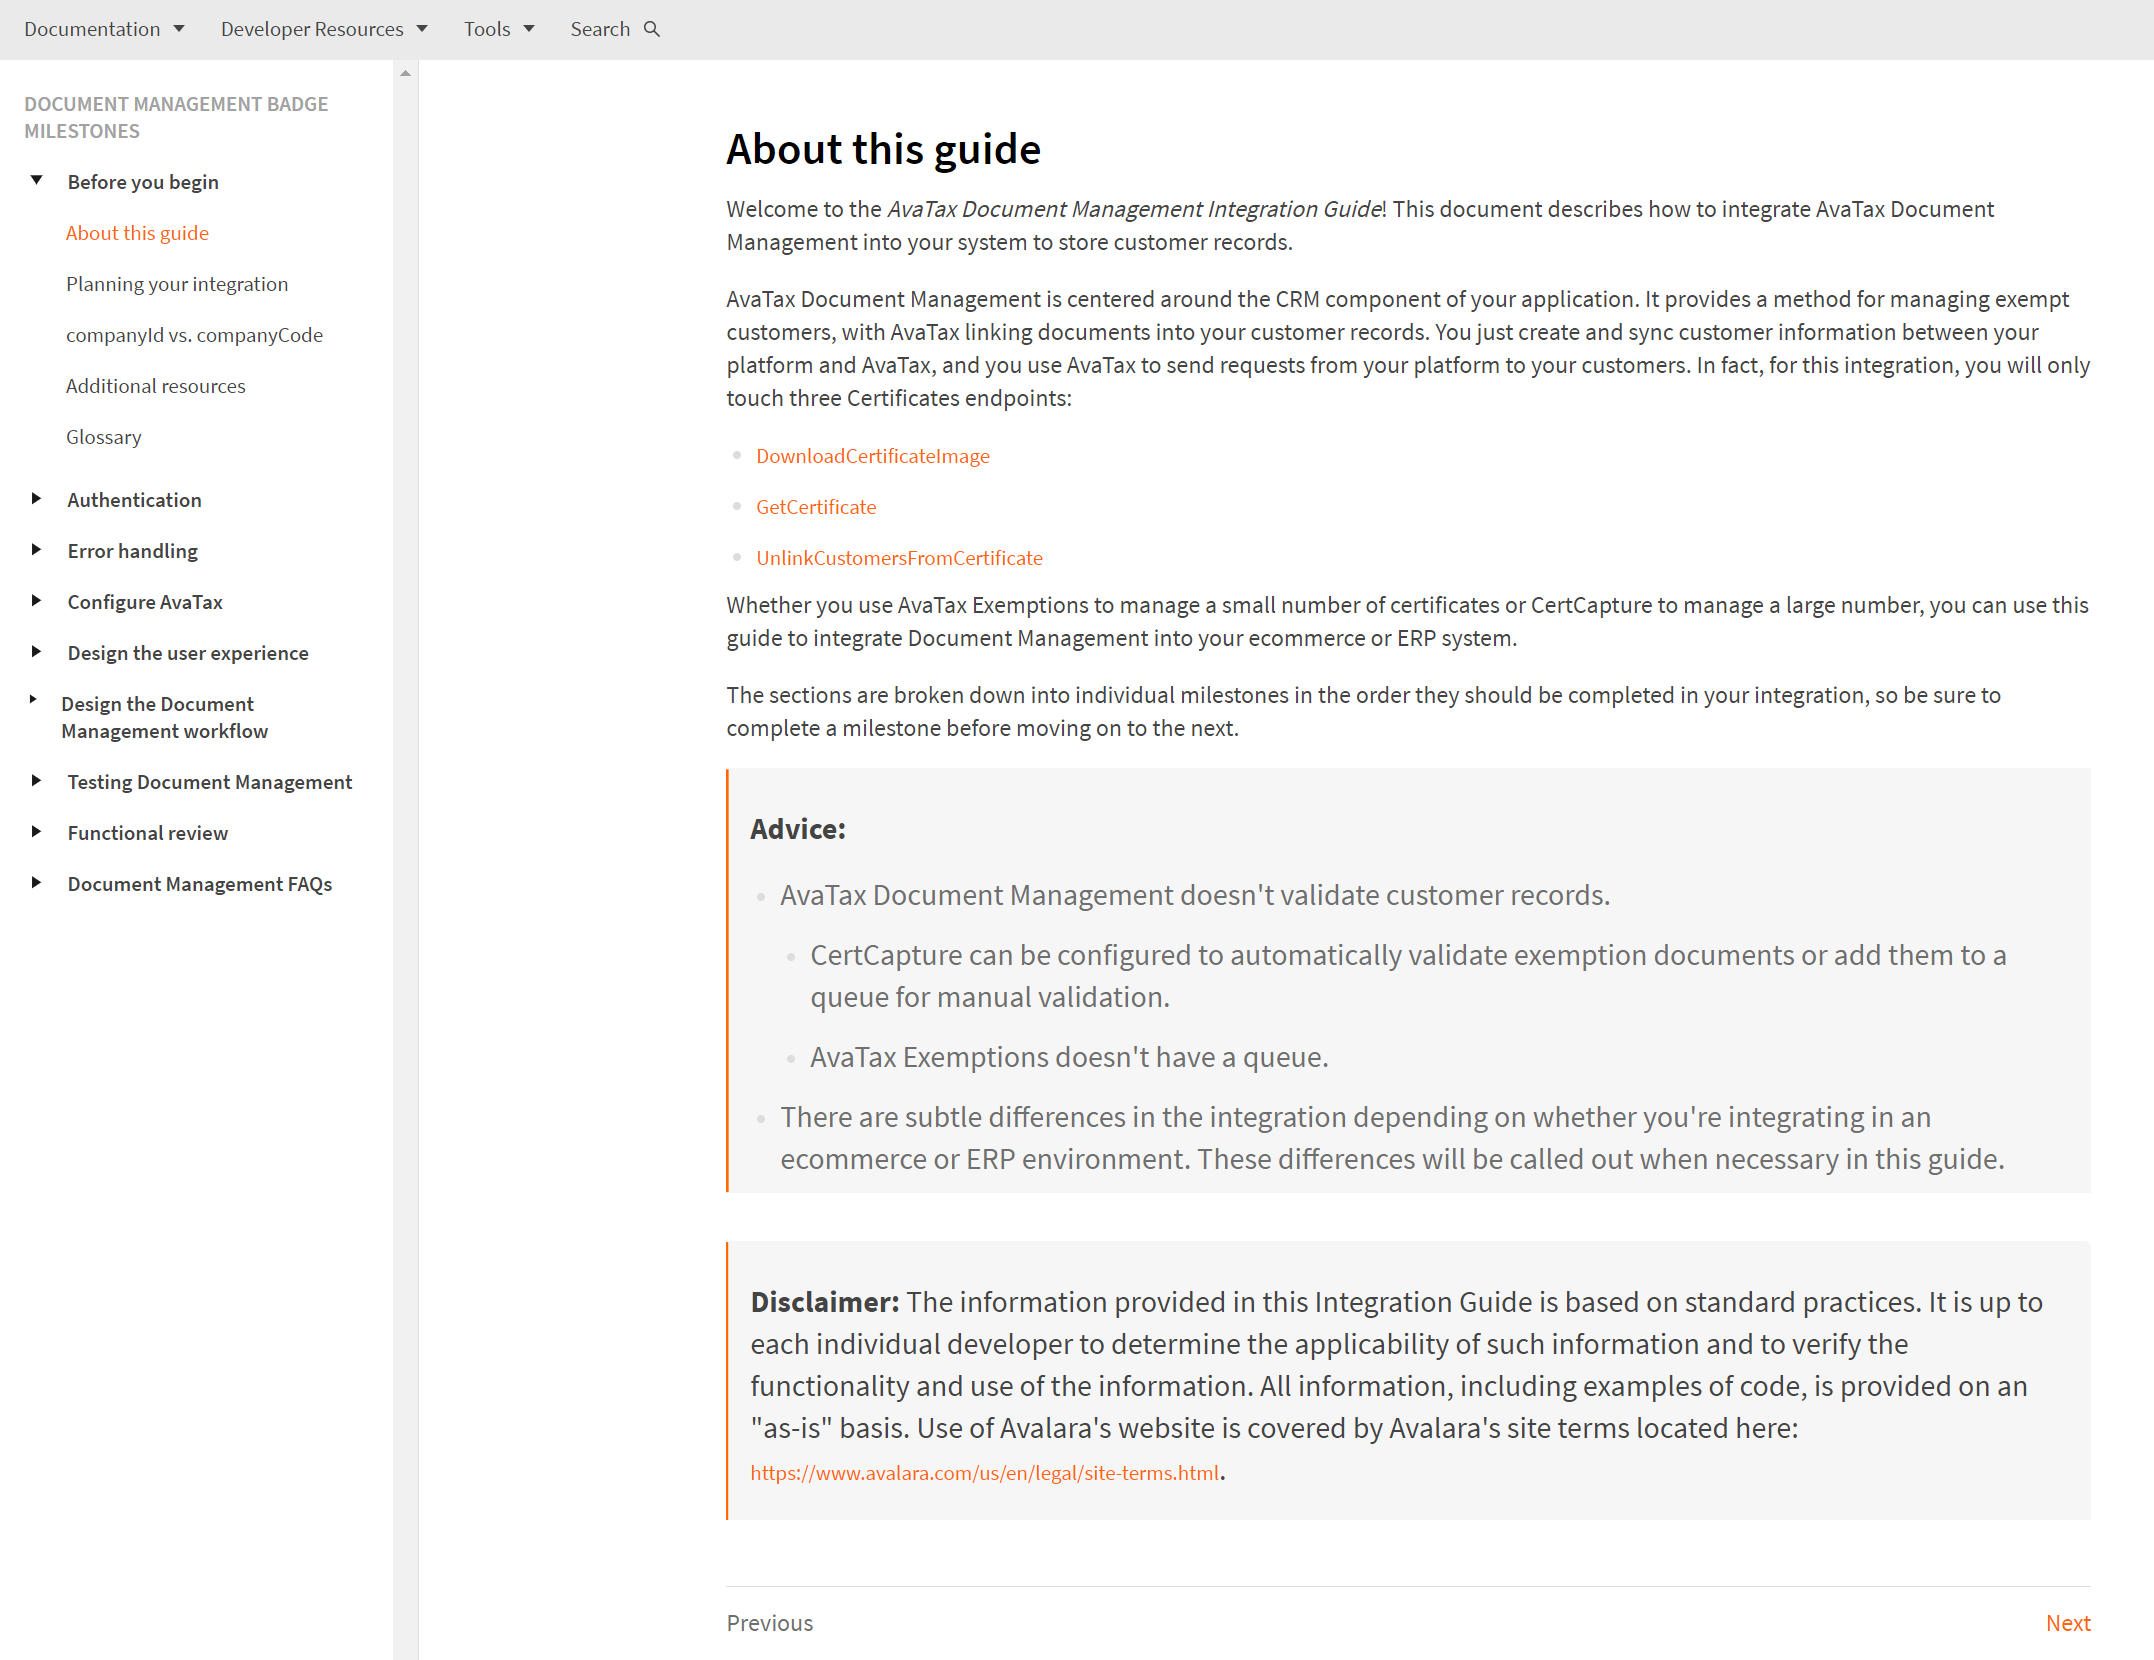 Documentation
Developer Resources
Tools
Search
DOCUMENT MANAGEMENT BADGE
MILESTONES
Before you begin
About this guide
Planning your integration
companyId vs. companyCode
Additional resources
Glossary
Authentication
Error handling
Configure AvaTax
Design the user experience
Design the Document
Management workflow
Testing Document Management
Functional review
Document Management FAQs
About this guide
Welcome to the AvaTax Document Management Integration Guide! This document describes how to integrate AvaTax Document
Management into your system to store customer records.
AvaTax Document Management is centered around the CRM component of your application. It provides a method for managing exempt
customers, with AvaTax linking documents into your customer records. You just create and sync customer information between your
platform and AvaTax, and you use AvaTax to send requests from your platform to your customers. In fact, for this integration, you will only
touch three Certificates endpoints:
DownloadCertificateImage
GetCertificate
UnlinkCustomersFromCertificate
Whether you use AvaTax Exemptions to manage a small number of certificates or CertCapture to manage a large number, you can use this
guide to integrate Document Management into your ecommerce or ERP system.
The sections are broken down into individual milestones in the order they should be completed in your integration, so be sure to
complete a milestone before moving on to the next.
Advice:
AvaTax Document Management doesn't validate customer records.
CertCapture can be configured to automatically validate exemption documents or add them to a
queue for manual validation.
AvaTax Exemptions doesn't have a queue.
There are subtle differences in the integration depending on whether you're integrating in an
ecommerce or ERP environment. These differences will be called out when necessary in this guide.
Disclaimer: The information provided in this Integration Guide is based on standard practices. It is up to
each individual developer to determine the applicability of such information and to verify the
functionality and use of the information. All information, including examples of code, is provided on an
"as-is" basis. Use of Avalara's website is covered by Avalara's site terms located here:
https://www.avalara.com/us/en/legal/site-terms.html.
Previous
Next